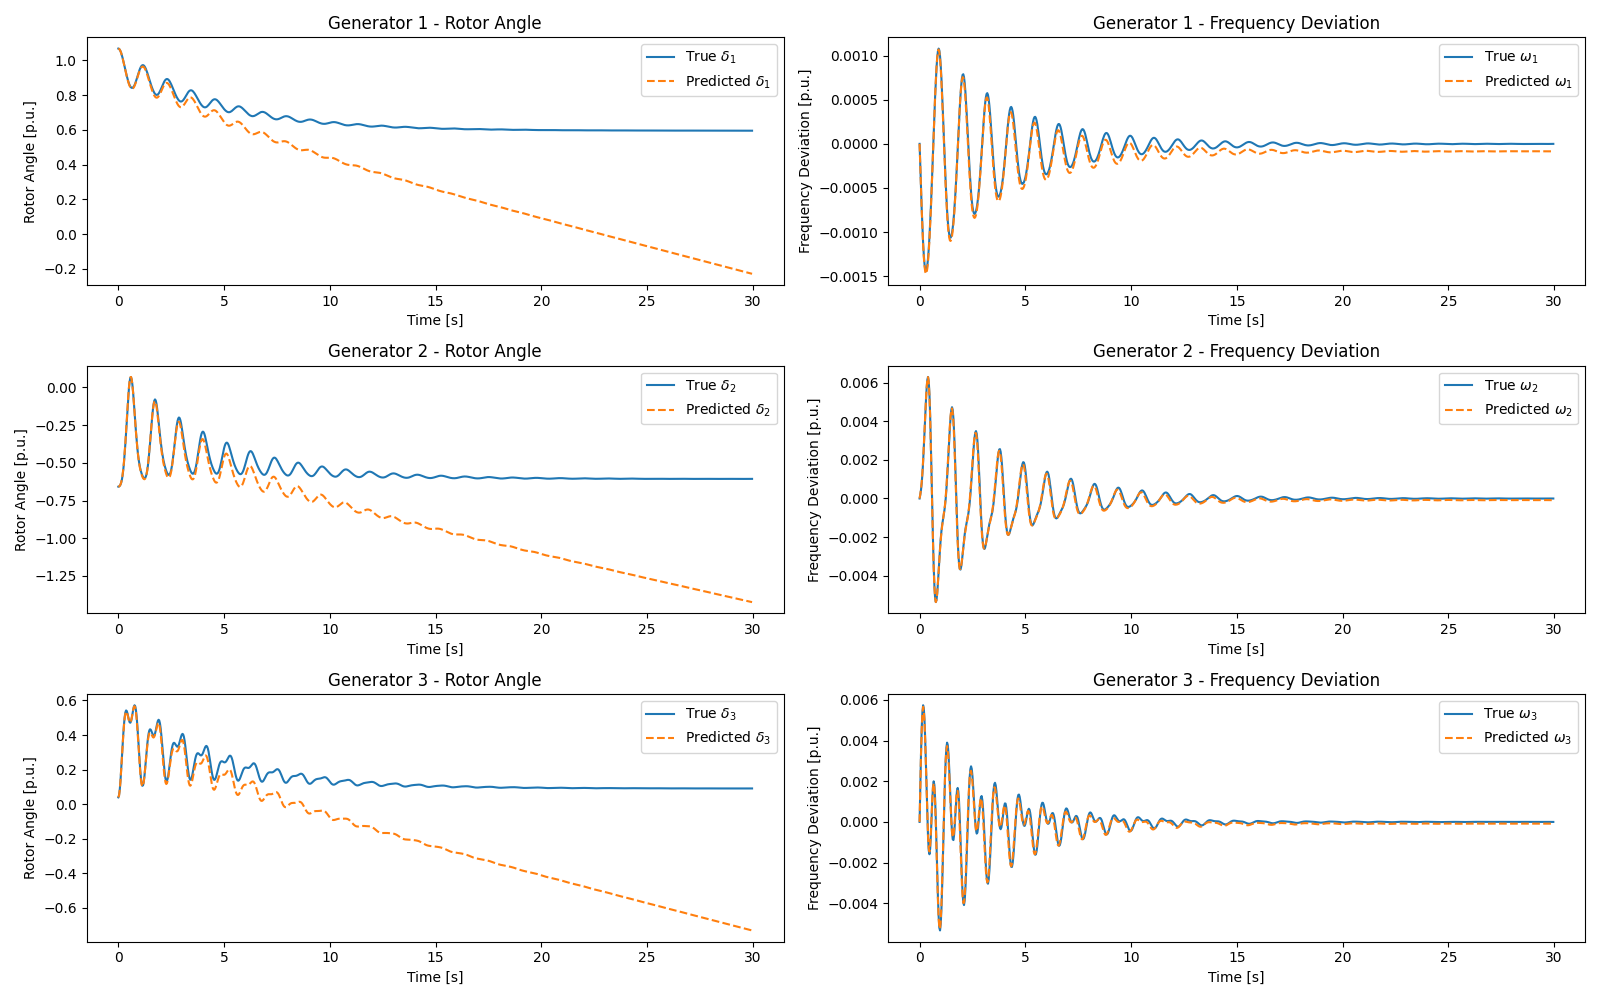 Generator 1 - Rotor Angle
Rotor Angle [p.u.]
1.0
0.8
0.6
0.4
0.2
0.0
−0.2
True δ1
Predicted δ1
0 5 10 15 20 25 30
Time [s]
Generator 1 - Frequency Deviation
Frequency Deviation [p.u.]
0.0010
0.0005
0.0000
−0.0005
−0.0010
−0.0015
True ω1
Predicted ω1
0 5 10 15 20 25 30
Time [s]
Generator 2 - Rotor Angle
Rotor Angle [p.u.]
0.00
−0.25
−0.50
−0.75
−1.00
−1.25
True δ2
Predicted δ2
0 5 10 15 20 25 30
Time [s]
Generator 2 - Frequency Deviation
Frequency Deviation [p.u.]
0.006
0.004
0.002
0.000
−0.002
−0.004
True ω2
Predicted ω2
0 5 10 15 20 25 30
Time [s]
Generator 3 - Rotor Angle
Rotor Angle [p.u.]
0.6
0.4
0.2
0.0
−0.2
−0.4
−0.6
True δ3
Predicted δ3
0 5 10 15 20 25 30
Time [s]
Generator 3 - Frequency Deviation
Frequency Deviation [p.u.]
0.006
0.004
0.002
0.000
−0.002
−0.004
True ω3
Predicted ω3
0 5 10 15 20 25 30
Time [s]